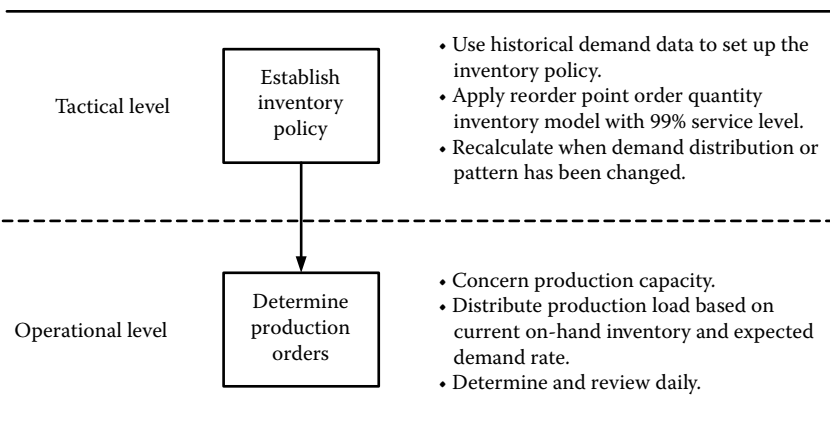 Tactical level
Establish
inventory
policy
• Use historical demand data to set up the
inventory policy.
• Apply reorder point order quantity
inventory model with 99% service level.
• Recalculate when demand distribution or
pattern has been changed.
Operational level
Determine
production
orders
• Concern production capacity.
• Distribute production load based on
current on-hand inventory and expected
demand rate.
• Determine and review daily.